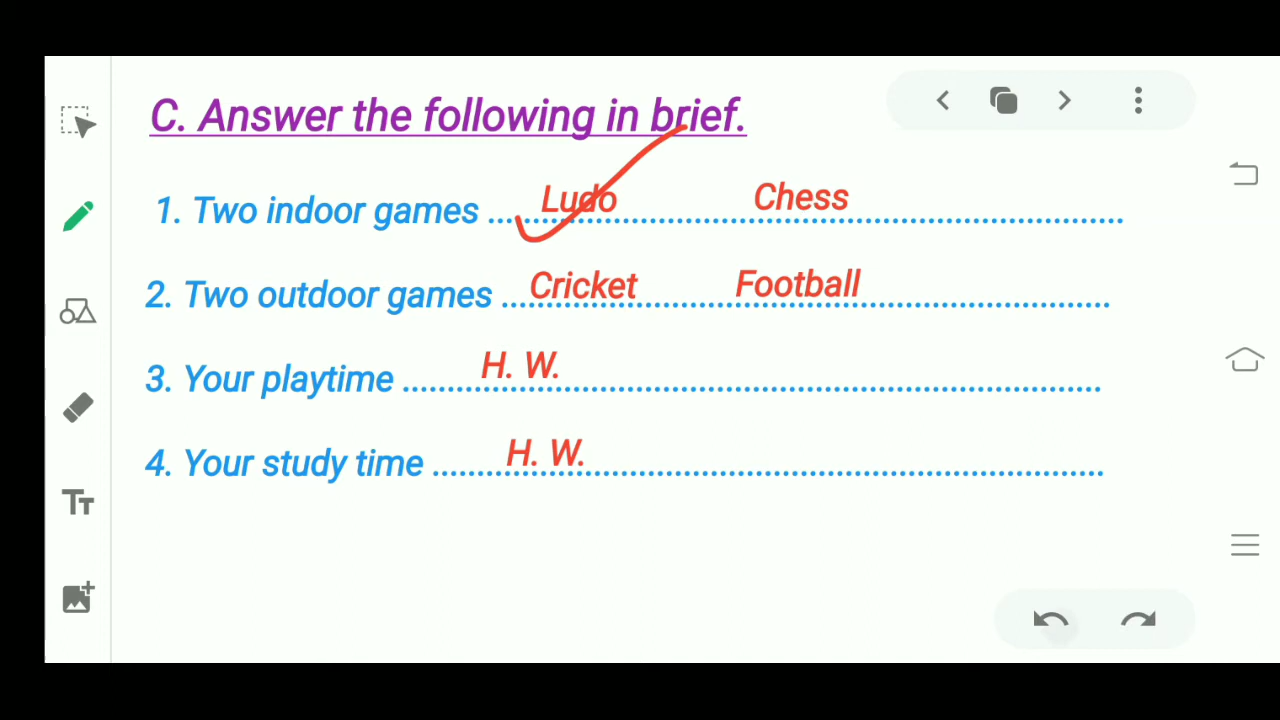 C. Answer the following in brief.
1. Two indoor games ... Ludo ... Chess ...
2. Two outdoor games ... Cricket ... Football ...
3. Your playtime ... H. W. ...
4. Your study time ... H. W. ...
Tт